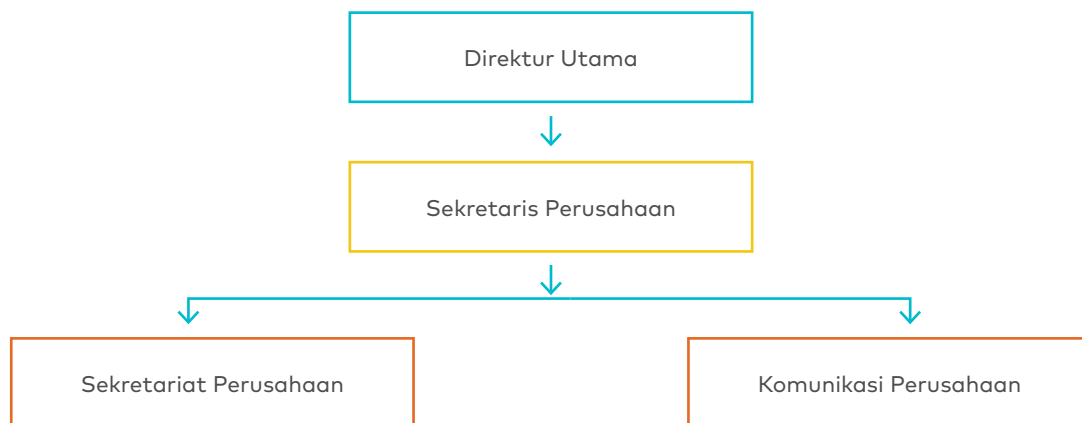 Direktur Utama
Sekretaris Perusahaan
Sekretariat Perusahaan
Komunikasi Perusahaan